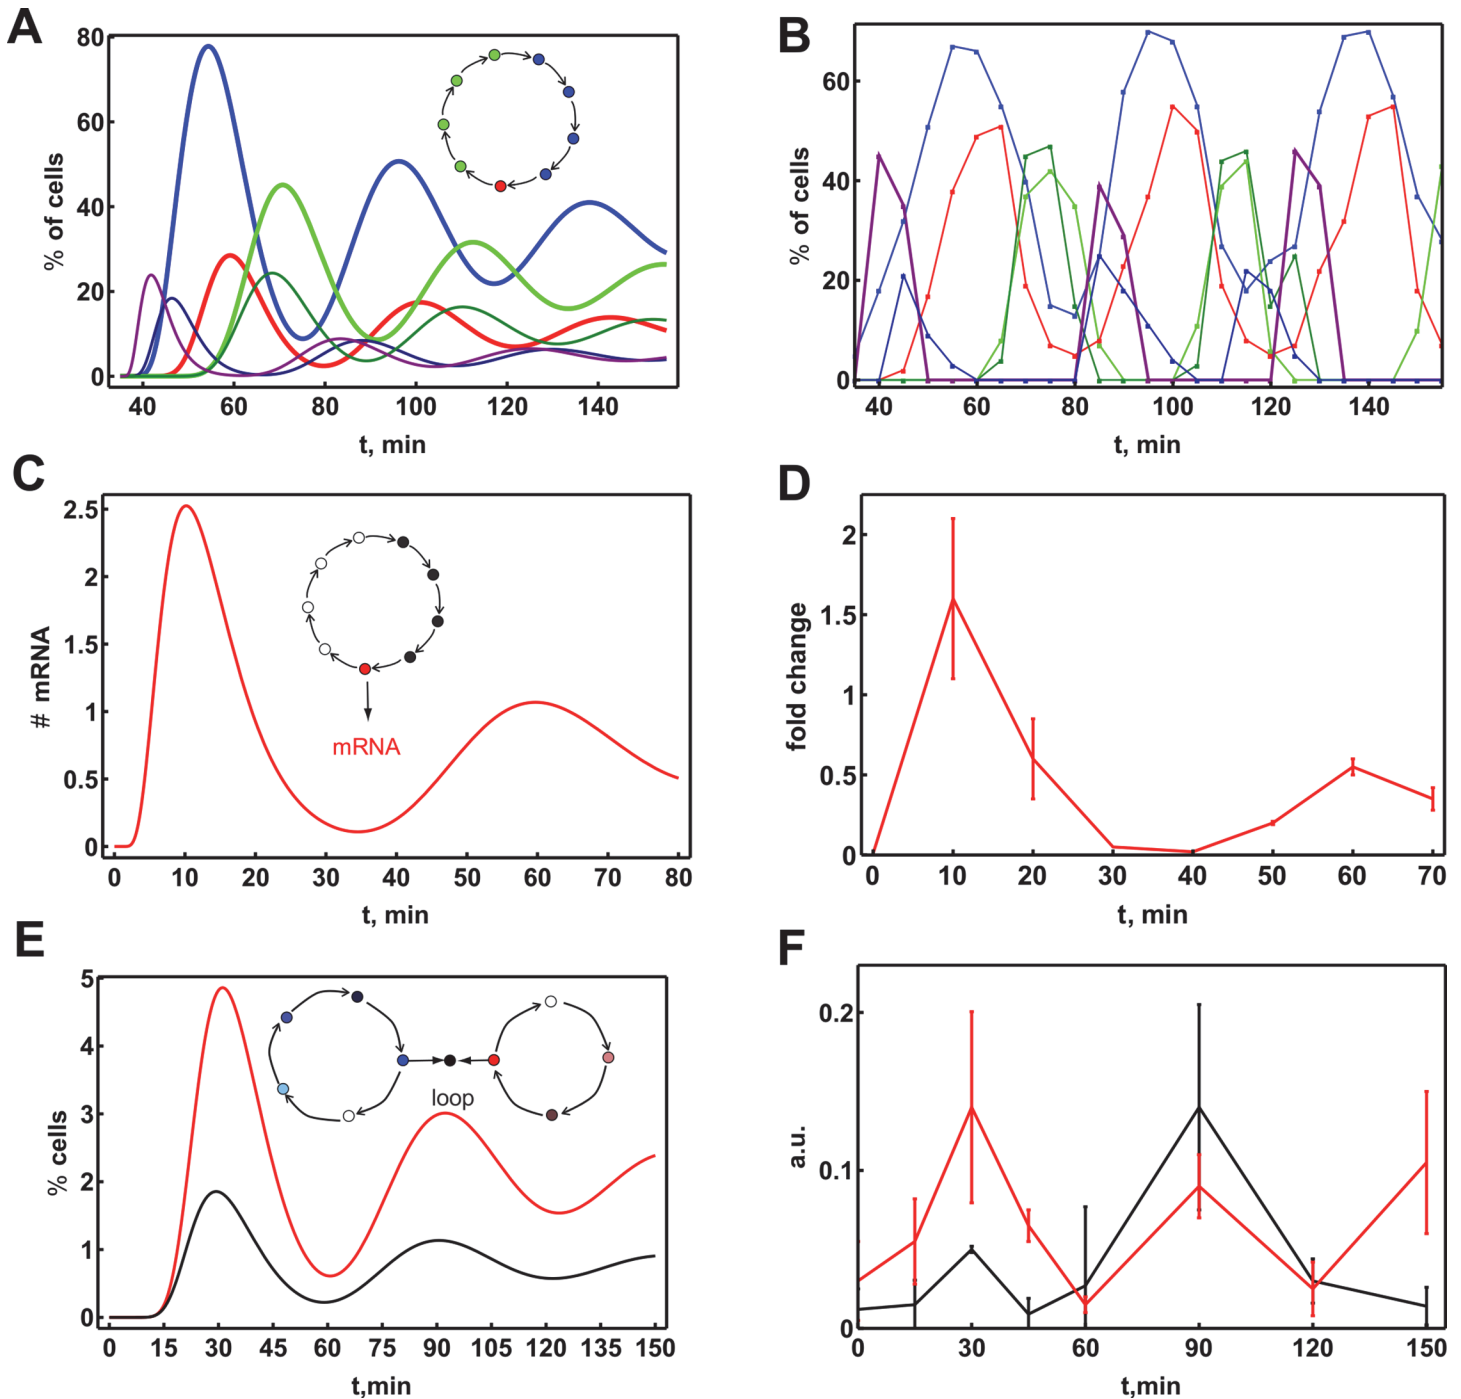 A
80
60
40
20
0
% of cells
40 60 80 100 120 140
t, min
B
60
40
20
0
% of cells
40 60 80 100 120 140
t, min
C
2.5
2
1.5
1
0.5
0
# mRNA
mRNA
0 10 20 30 40 50 60 70 80
t, min
D
2
1.5
1
0.5
0
fold change
0 10 20 30 40 50 60 70
t, min
E
5
4
3
2
1
0
% cells
loop
0 15 30 45 60 75 90 105 120 135 150
t,min
F
0.2
0.1
0
a.u.
0 30 60 90 120 150
t,min